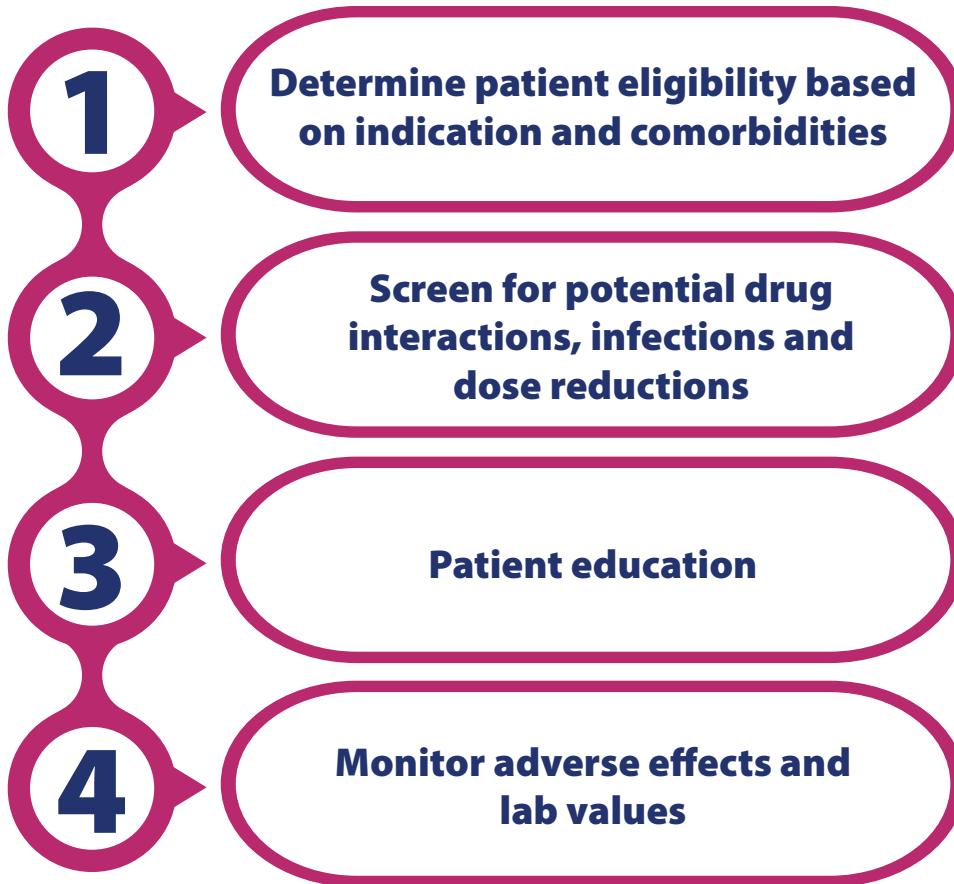 1
Determine patient eligibility based
on indication and comorbidities
2
Screen for potential drug
interactions, infections and
dose reductions
3
Patient education
4
Monitor adverse effects and
lab values